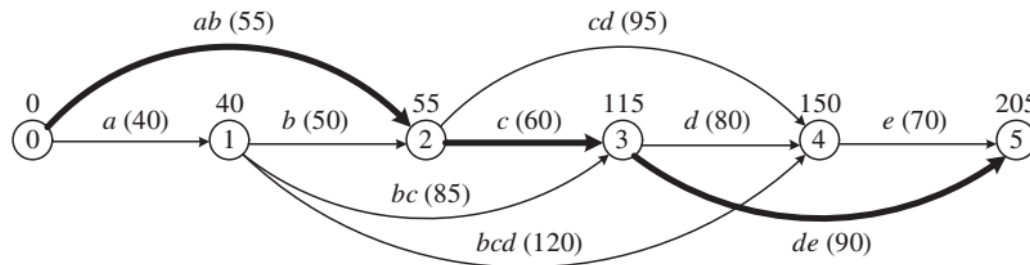 ab (55) cd (95)
0 40 55 115 150 205
0 a (40) 1 b (50) 2 c (60) 3 d (80) 4 e (70) 5
bc (85)
bcd (120) de (90)